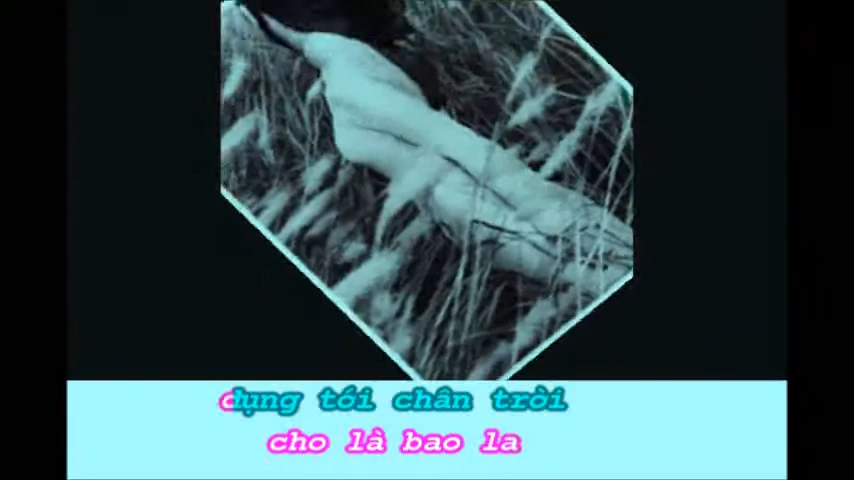 dụng tới chân trời
cho là bao la